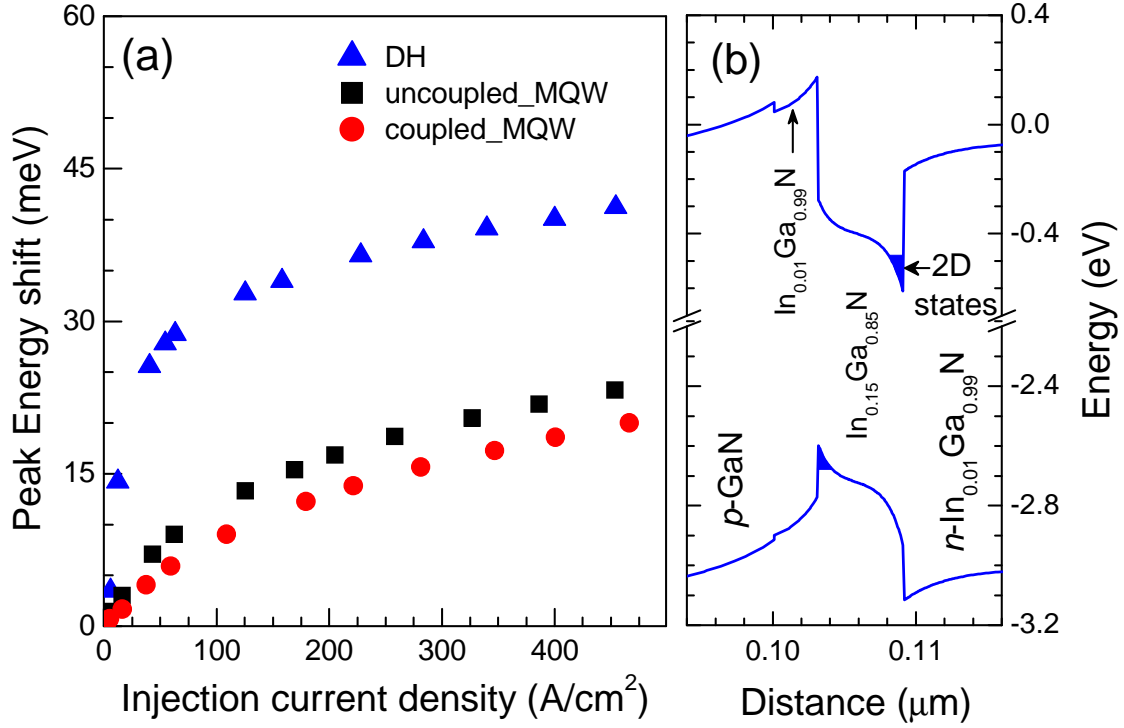 (a)
DH
uncoupled_MQW
coupled_MQW
60
45
30
15
0
Peak Energy shift (meV)
0
100
200
300
400
Injection current density (A/cm²)
(b)
0.4
0.0
-0.4
-2.4
-2.8
-3.2
Energy (eV)
In₀.₀₁Ga₀.₉₉N
2D
states
In₀.₁₅Ga₀.₈₅N
p-GaN
n-In₀.₀₁Ga₀.₉₉N
0.10
0.11
Distance (μm)